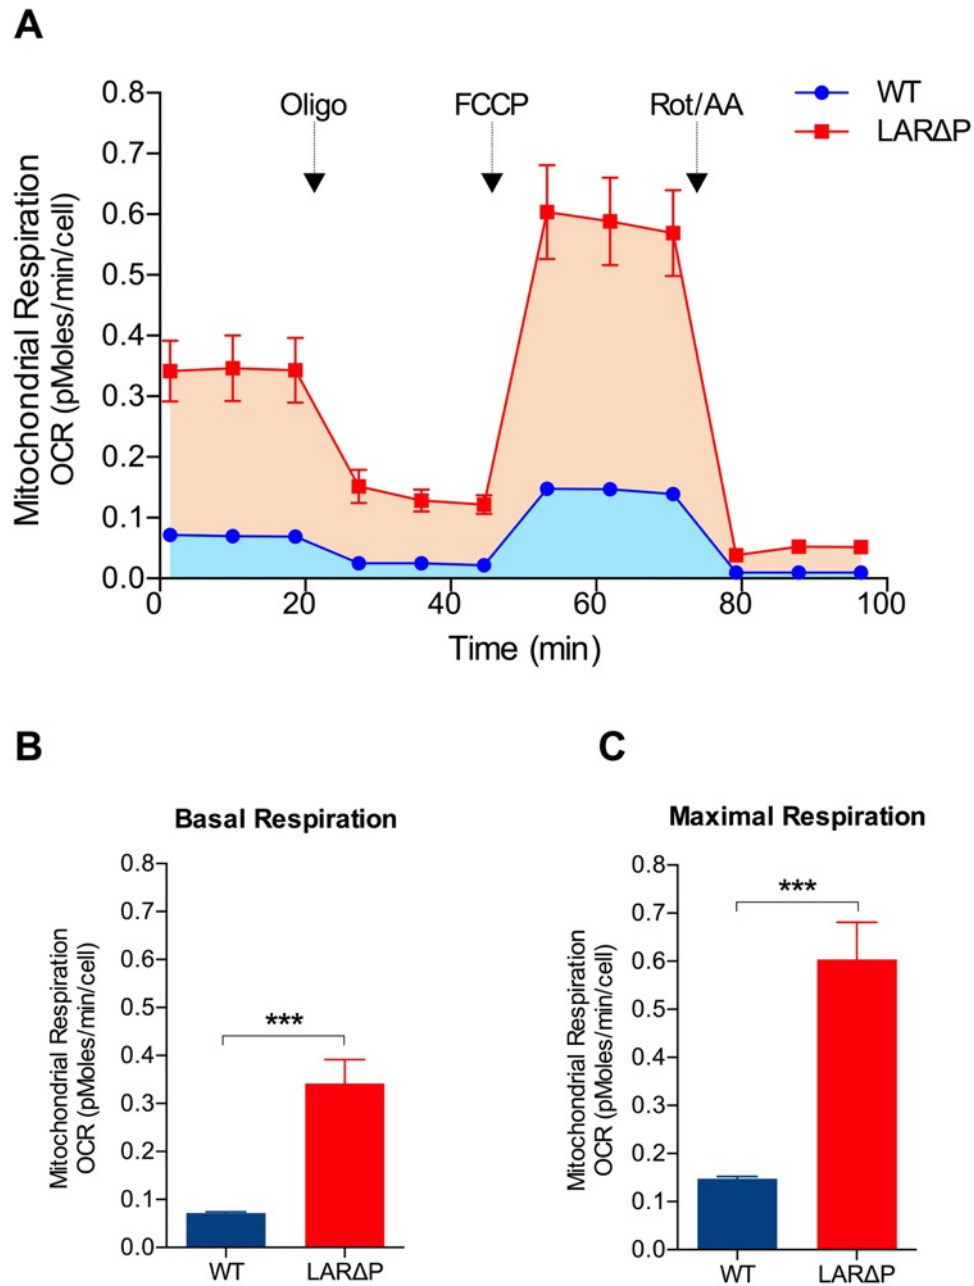 A
Oligo
FCCP
Rot/AA
WT
LARΔP
Mitochondrial Respiration
OCR (pMoles/min/cell)
0.8
0.7
0.6
0.5
0.4
0.3
0.2
0.1
0.0
0 20 40 60 80 100
Time (min)
B
Basal Respiration
Mitochondrial Respiration
OCR (pMoles/min/cell)
0.8
0.7
0.6
0.5
0.4
0.3
0.2
0.1
0.0
***
WT LARΔP
C
Maximal Respiration
Mitochondrial Respiration
OCR (pMoles/min/cell)
0.8
0.7
0.6
0.5
0.4
0.3
0.2
0.1
0.0
***
WT LARΔP